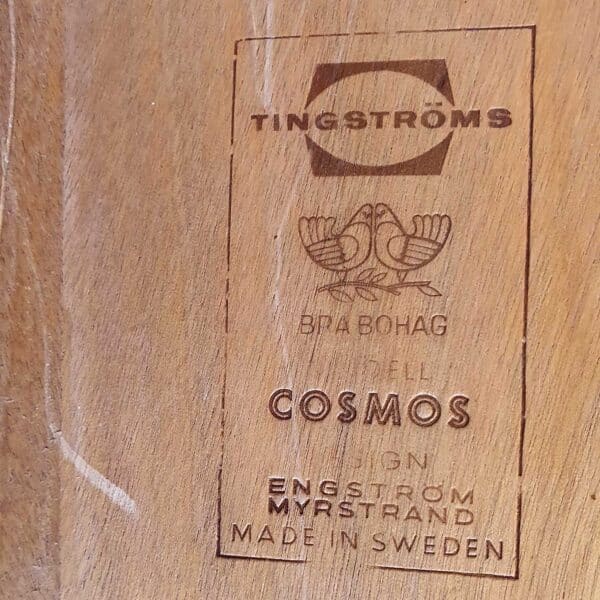 TINGSTRÖMS
BRA BOHAG
COSMOS
ENGSTRÖM
MYRSTRAND
MADE IN SWEDEN